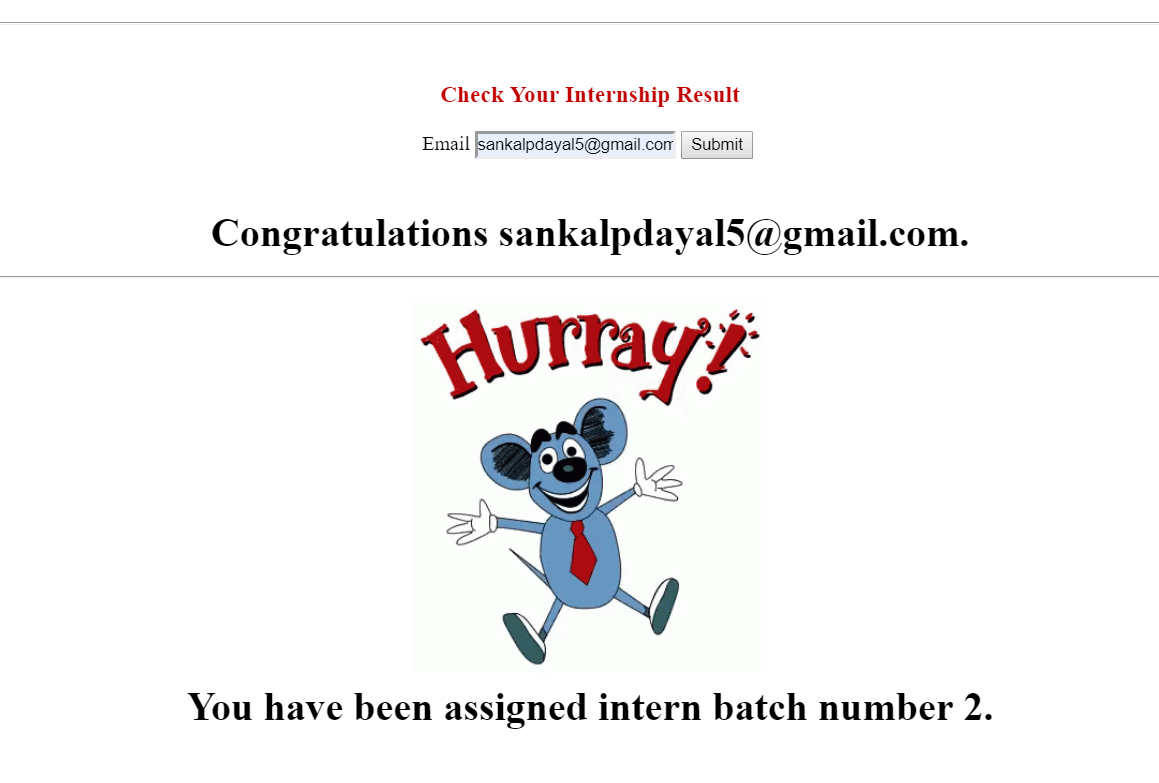 Check Your Internship Result
Email sankalpdayal5@gmail.com Submit
Congratulations sankalpdayal5@gmail.com.
Hurray!
You have been assigned intern batch number 2.